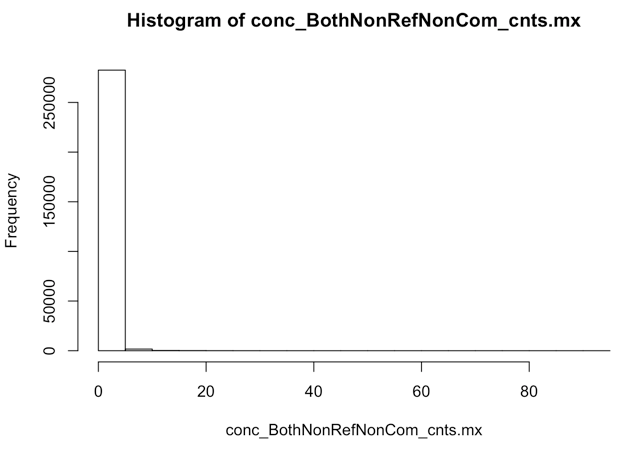 Histogram of conc_BothNonRefNonCom_cnts.mx
Frequency
250000
150000
50000
0
0 20 40 60 80
conc_BothNonRefNonCom_cnts.mx